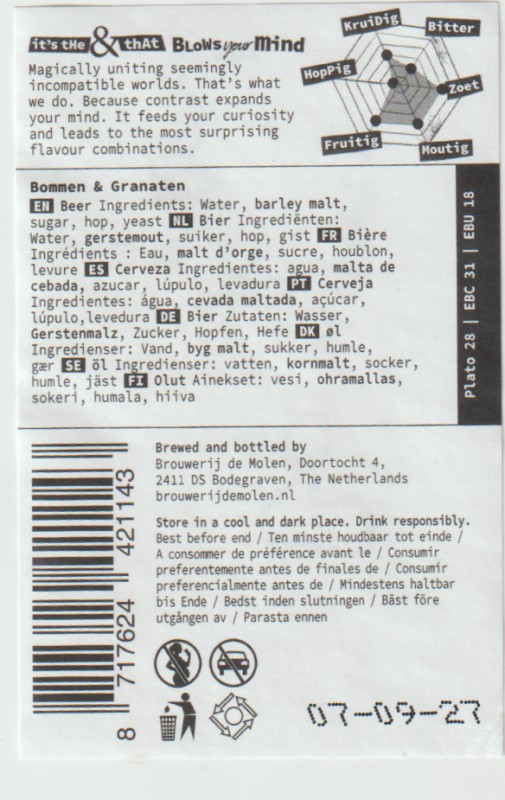 it's the & that Blows your mind
Magically uniting seemingly
incompatible worlds. That's what
we do. Because contrast expands
your mind. It feeds your curiosity
and leads to the most surprising
flavour combinations.
KruiDig
Bitter
HopPig
Zoet
Fruitig
Moutig
Bommen & Granaten
EN Beer Ingredients: Water, barley malt,
sugar, hop, yeast NL Bier Ingrediënten:
Water, gerstemout, suiker, hop, gist FR Bière
Ingrédients : Eau, malt d'orge, sucre, houblon,
levure ES Cerveza Ingredientes: agua, malta de
cebada, azucar, lúpulo, levadura PT Cerveja
Ingredientes: água, cevada maltada, açúcar,
lúpulo,levedura DE Bier Zutaten: Wasser,
Gerstenmalz, Zucker, Hopfen, Hefe DK øl
Ingredienser: Vand, byg malt, sukker, humle,
gær SE öl Ingredienser: vatten, kornmalt, socker,
humle, jäst FI Olut Ainekset: vesi, ohramallas,
sokeri, humala, hiiva
Plato 28 | EBC 31 | EBU 18
8 717624 421143
Brewed and bottled by
Brouwerij de Molen, Doortocht 4,
2411 DS Bodegraven, The Netherlands
brouwerijdemolen.nl
Store in a cool and dark place. Drink responsibly.
Best before end / Ten minste houdbaar tot einde /
A consommer de préférence avant le / Consumir
preferentemente antes de finales de / Consumir
preferencialmente antes de / Mindestens haltbar
bis Ende / Bedst inden slutningen / Bäst före
utgången av / Parasta ennen
07-09-27